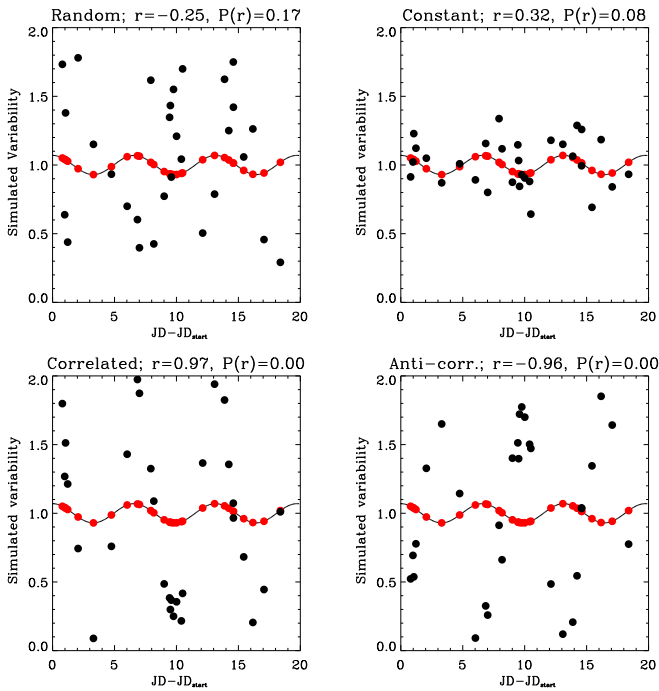 Random; r=−0.25, P(r)=0.17
Simulated Variability
2.0
1.5
1.0
0.5
0.0
0 5 10 15 20
JD−JDstart
Constant; r=0.32, P(r)=0.08
Simulated variability
2.0
1.5
1.0
0.5
0.0
0 5 10 15 20
JD−JDstart
Correlated; r=0.97, P(r)=0.00
Simulated variability
2.0
1.5
1.0
0.5
0.0
0 5 10 15 20
JD−JDstart
Anti−corr.; r=−0.96, P(r)=0.00
Simulated variability
2.0
1.5
1.0
0.5
0.0
0 5 10 15 20
JD−JDstart